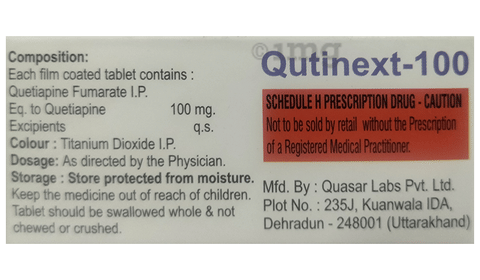 Composition:
Each film coated tablet contains :
Quetiapine Fumarate I.P.
Eq. to Quetiapine 100 mg.
Excipients q.s.
Colour : Titanium Dioxide I.P.
Dosage: As directed by the Physician.
Storage : Store protected from moisture.
Keep the medicine out of reach of children.
Tablet should be swallowed whole & not
chewed or crushed.
1mg
Qutinext-100
SCHEDULE H PRESCRIPTION DRUG - CAUTION
Not to be sold by retail without the Prescription
of a Registered Medical Practitioner.
Mfd. By : Quasar Labs Pvt. Ltd.
Plot No. : 235J, Kuanwala IDA,
Dehradun - 248001 (Uttarakhand)